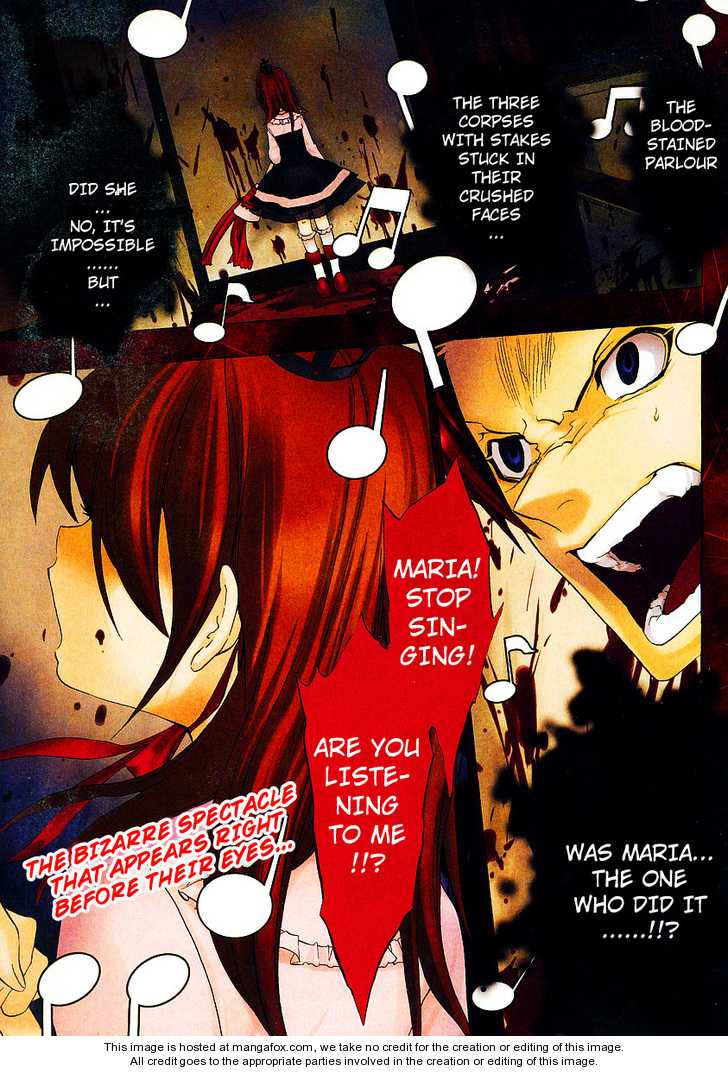 THE
BLOOD-
STAINED
PARLOUR
THE THREE
CORPSES
WITH STAKES
STUCK IN
THEIR
CRUSHED
FACES
...
DID SHE
...
NO, IT'S
IMPOSSIBLE
......
BUT
...
MARIA!
STOP
SIN-
GING!
ARE YOU
LISTE-
NING
TO ME
!!?
THE BIZARRE SPECTACLE
THAT APPEARS RIGHT
BEFORE THEIR EYES...
WAS MARIA...
THE ONE
WHO DID IT
......!!?
This image is hosted at mangafox.com, we take no credit for the creation or editing of this image.
All credit goes to the appropriate parties involved in the creation or editing of this image.